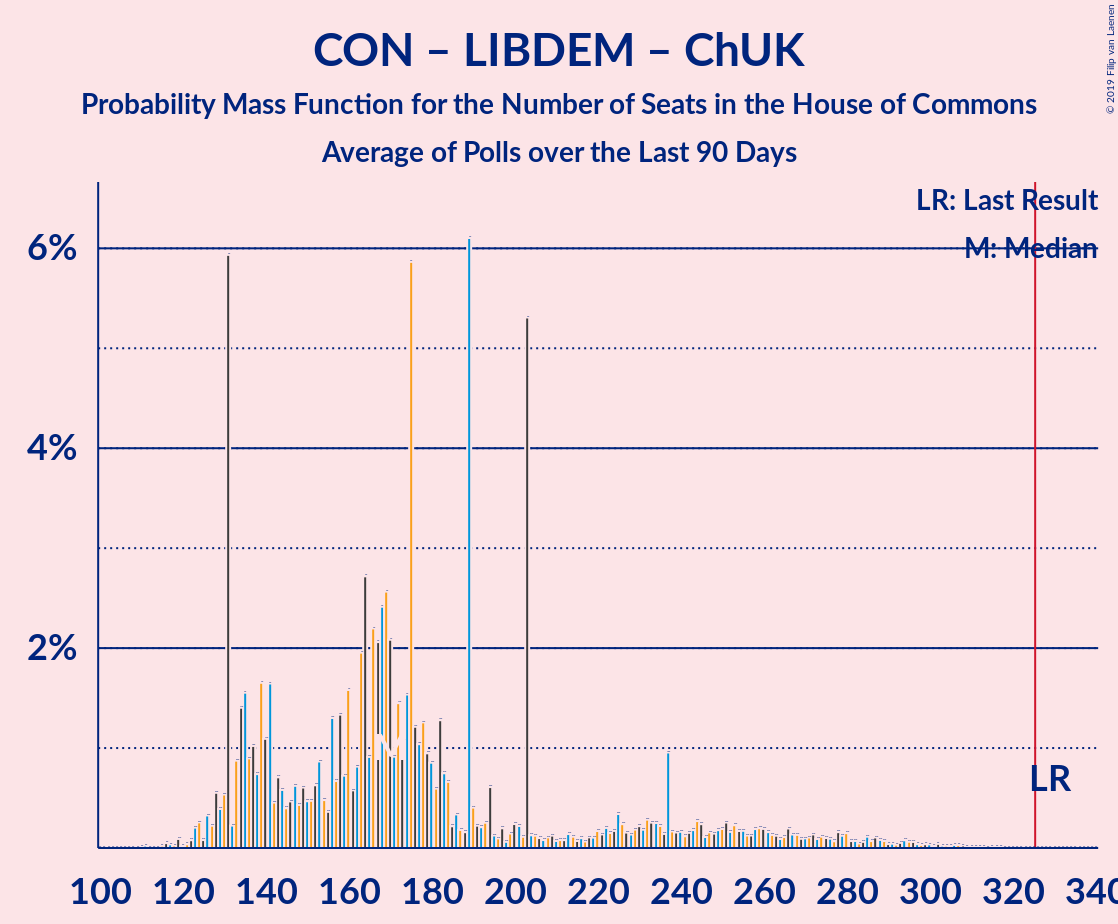 CON – LIBDEM – ChUK
Probability Mass Function for the Number of Seats in the House of Commons
Average of Polls over the Last 90 Days
© 2019 Filip van Laenen
LR: Last Result
M: Median
6%
4%
2%
M
LR
100 120 140 160 180 200 220 240 260 280 300 320 340